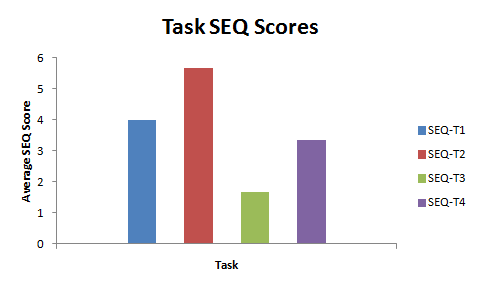 Task SEQ Scores
Average SEQ Score
6
5
4
3
2
1
0
Task
SEQ-T1
SEQ-T2
SEQ-T3
SEQ-T4